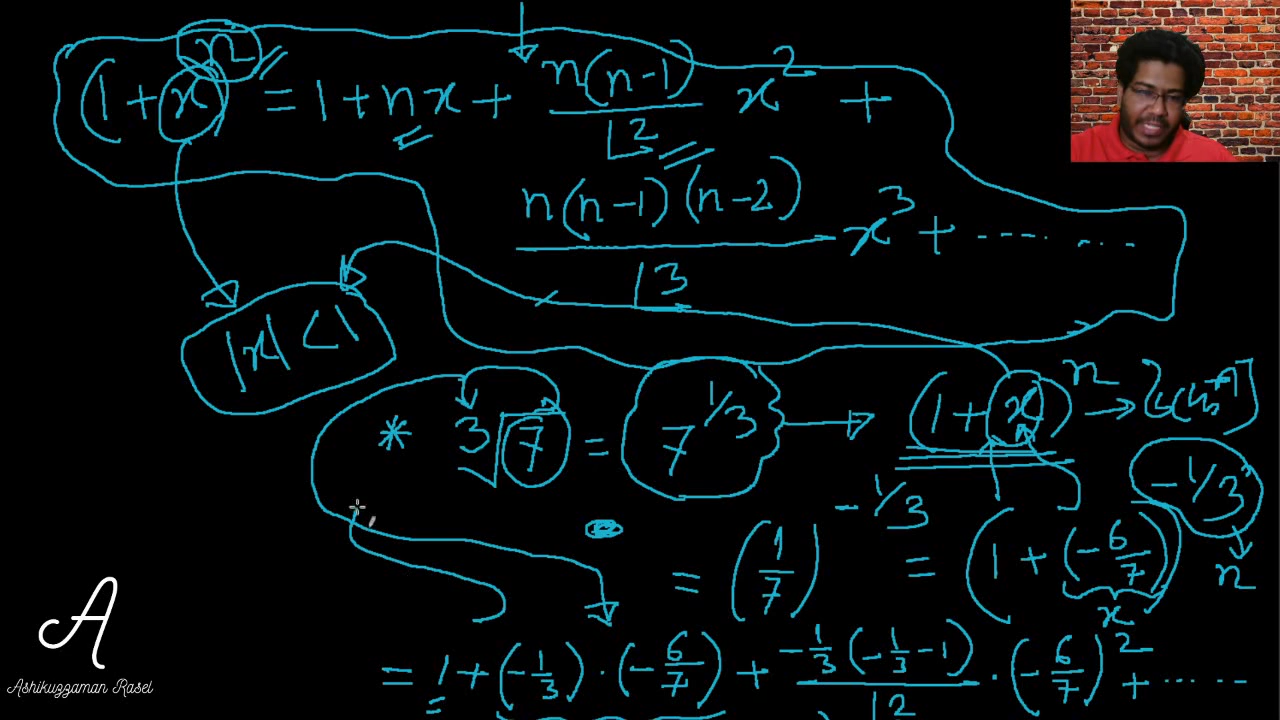 (1 + x)ⁿ = 1 + nx + n(n-1)/⌊2 x² +
n(n-1)(n-2)/⌊3 x³ + ...........
|x| < 1
* ³√7 = 7^(1/3) → (1 + x)ⁿ →
= (1/7)^(-1/3) = (1 + (-6/7))^(-1/3)
x n
= 1 + (-1/3)·(-6/7) + -1/3(-1/3-1)/⌊2 · (-6/7)² + ......
A
Ashikuzzaman Rasel